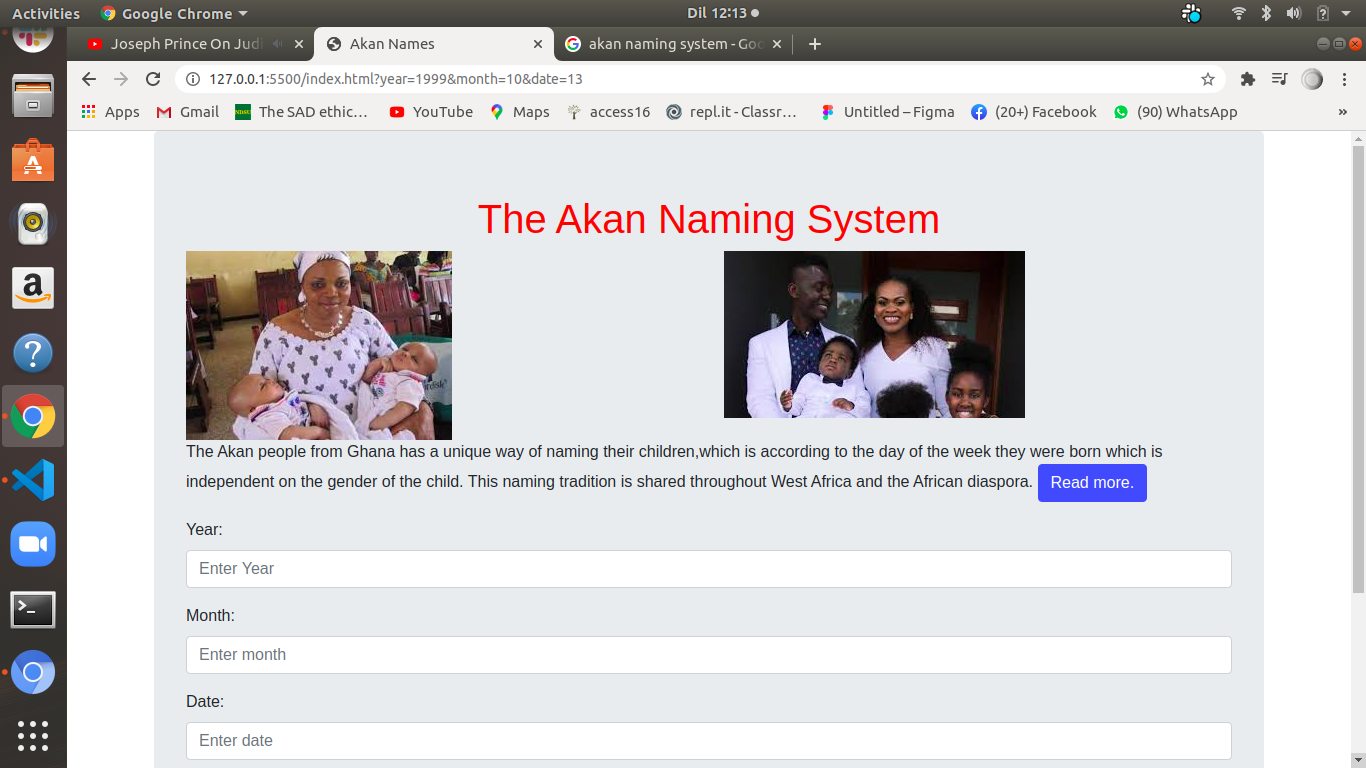 Activities
Google Chrome
Dil 12:13
Joseph Prince On Judi
Akan Names
akan naming system - Goo
127.0.0.1:5500/index.html?year=1999&month=10&date=13
Apps
Gmail
The SAD ethic…
YouTube
Maps
access16
repl.it - Classr…
Untitled – Figma
(20+) Facebook
(90) WhatsApp
»
The Akan Naming System
The Akan people from Ghana has a unique way of naming their children,which is according to the day of the week they were born which is
independent on the gender of the child. This naming tradition is shared throughout West Africa and the African diaspora. Read more.
Year:
Enter Year
Month:
Enter month
Date:
Enter date